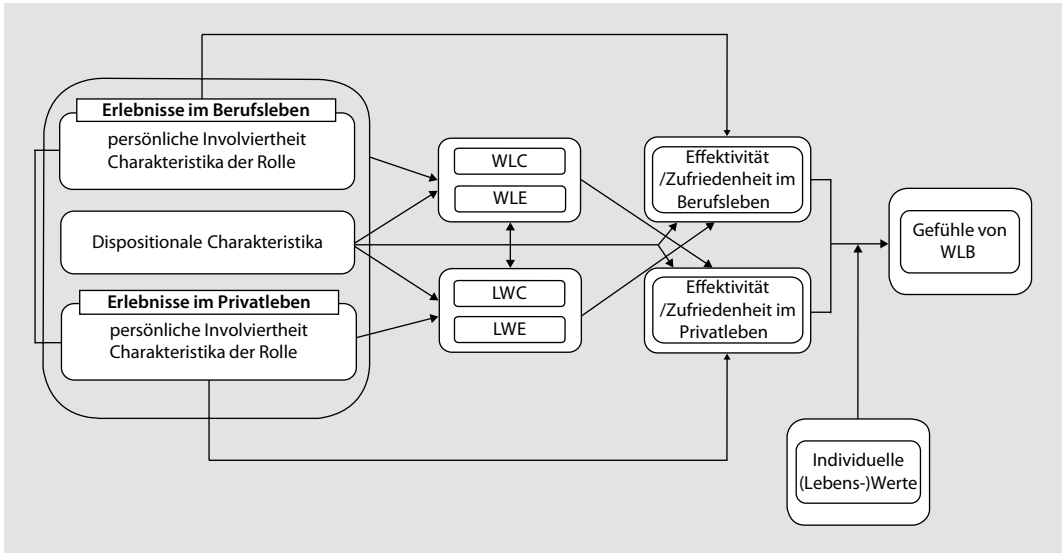 Erlebnisse im Berufsleben
persönliche Involviertheit
Charakteristika der Rolle
Dispositionale Charakteristika
Erlebnisse im Privatleben
persönliche Involviertheit
Charakteristika der Rolle
WLC
WLE
LWC
LWE
Effektivität
/Zufriedenheit im
Berufsleben
Effektivität
/Zufriedenheit im
Privatleben
Gefühle von
WLB
Individuelle
(Lebens-)Werte